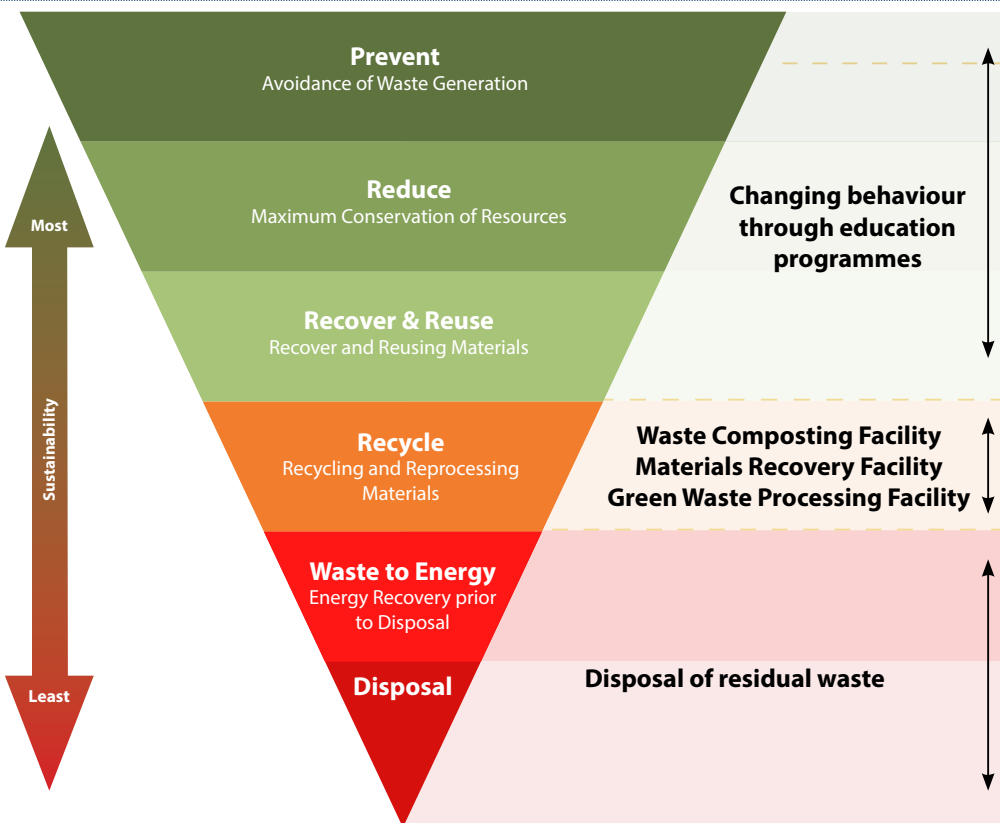 Prevent
Avoidance of Waste Generation
Reduce
Maximum Conservation of Resources
Recover & Reuse
Recover and Reusing Materials
Recycle
Recycling and Reprocessing
Materials
Waste to Energy
Energy Recovery prior
to Disposal
Disposal
Most
Sustainability
Least
Changing behaviour
through education
programmes
Waste Composting Facility
Materials Recovery Facility
Green Waste Processing Facility
Disposal of residual waste